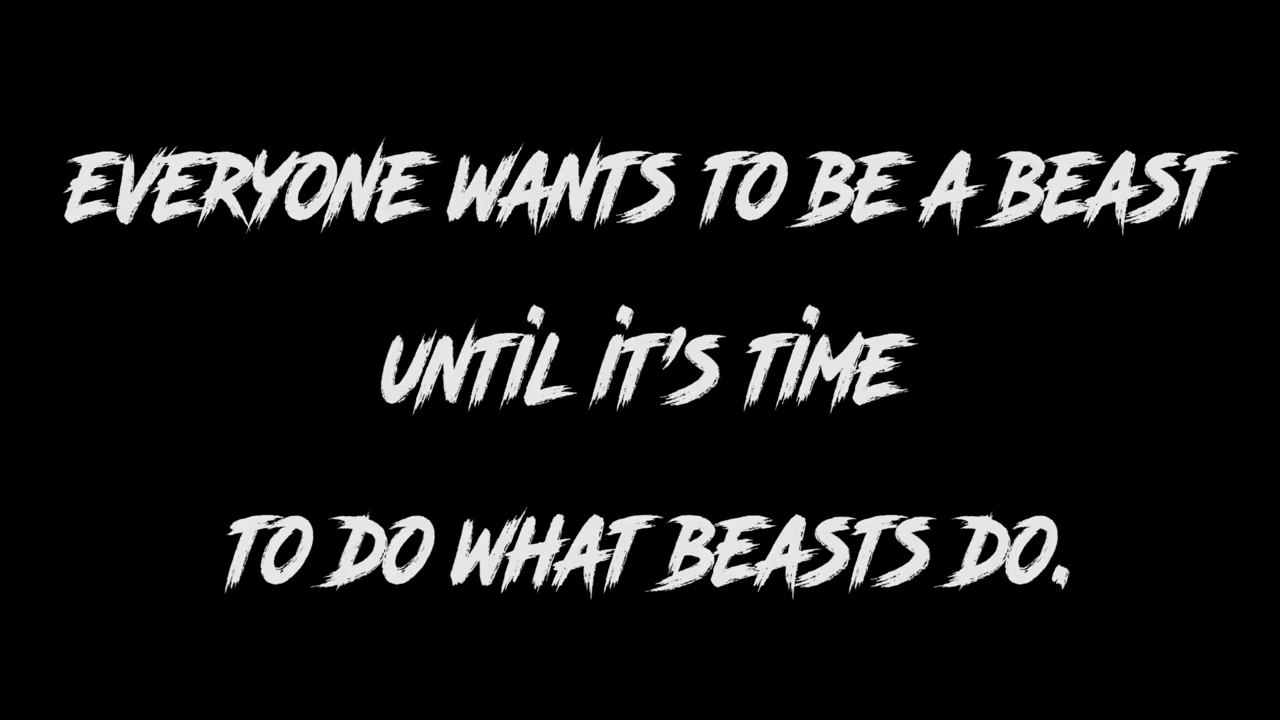 EVERYONE WANTS TO BE A BEAST
UNTIL IT'S TIME
TO DO WHAT BEASTS DO.